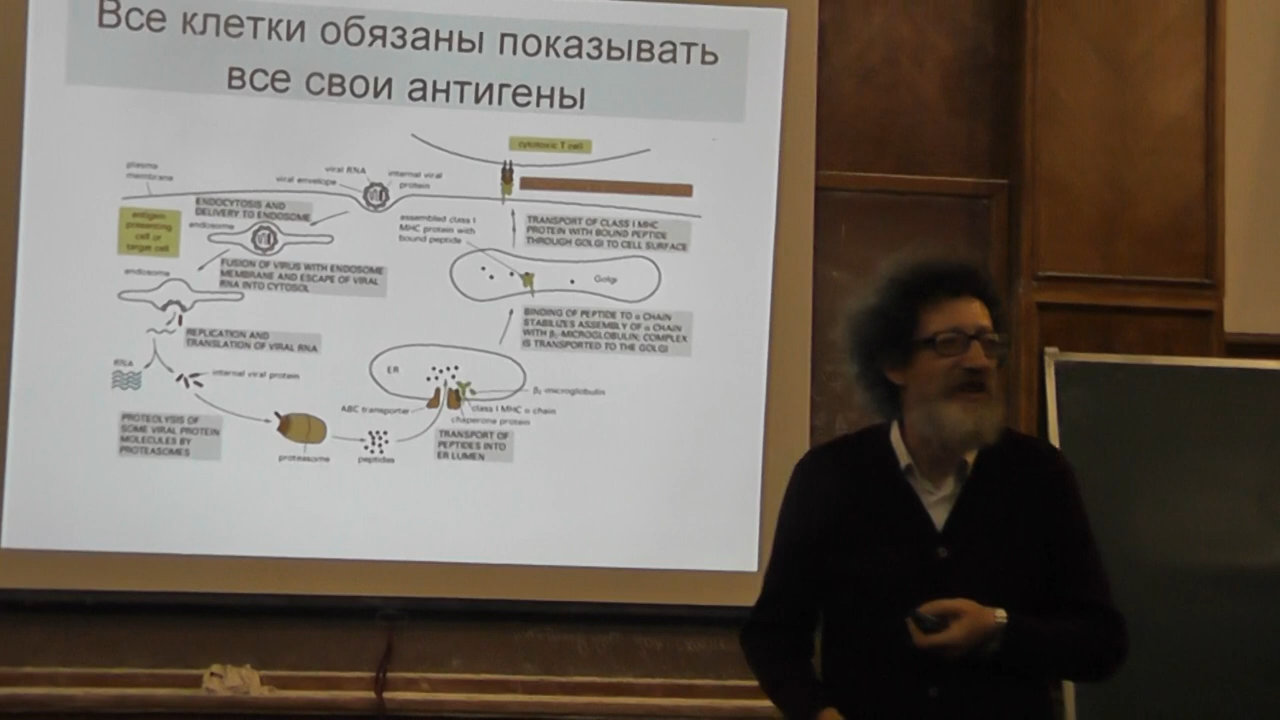 Все клетки обязаны показывать
все свои антигены
cytotoxic T cell
plasma
membrane
viral RNA
viral envelope
internal viral
protein
ENDOCYTOSIS AND
DELIVERY TO ENDOSOME
antigen
presenting
cell or
target cell
endosome
assembled class I
MHC protein with
bound peptide
TRANSPORT OF CLASS I MHC
PROTEIN WITH BOUND PEPTIDE
THROUGH GOLGI TO CELL SURFACE
endosome
FUSION OF VIRUS WITH ENDOSOME
MEMBRANE AND ESCAPE OF VIRAL
RNA INTO CYTOSOL
Golgi
REPLICATION AND
TRANSLATION OF VIRAL RNA
BINDING OF PEPTIDE TO α CHAIN
STABILIZES ASSEMBLY OF α CHAIN
WITH β₂-MICROGLOBULIN; COMPLEX
IS TRANSPORTED TO THE GOLGI
RNA
internal viral protein
ER
β₂-microglobulin
ABC transporter
class I MHC α chain
chaperone protein
PROTEOLYSIS OF
SOME VIRAL PROTEIN
MOLECULES BY
PROTEASOMES
proteasome
peptides
TRANSPORT OF
PEPTIDES INTO
ER LUMEN